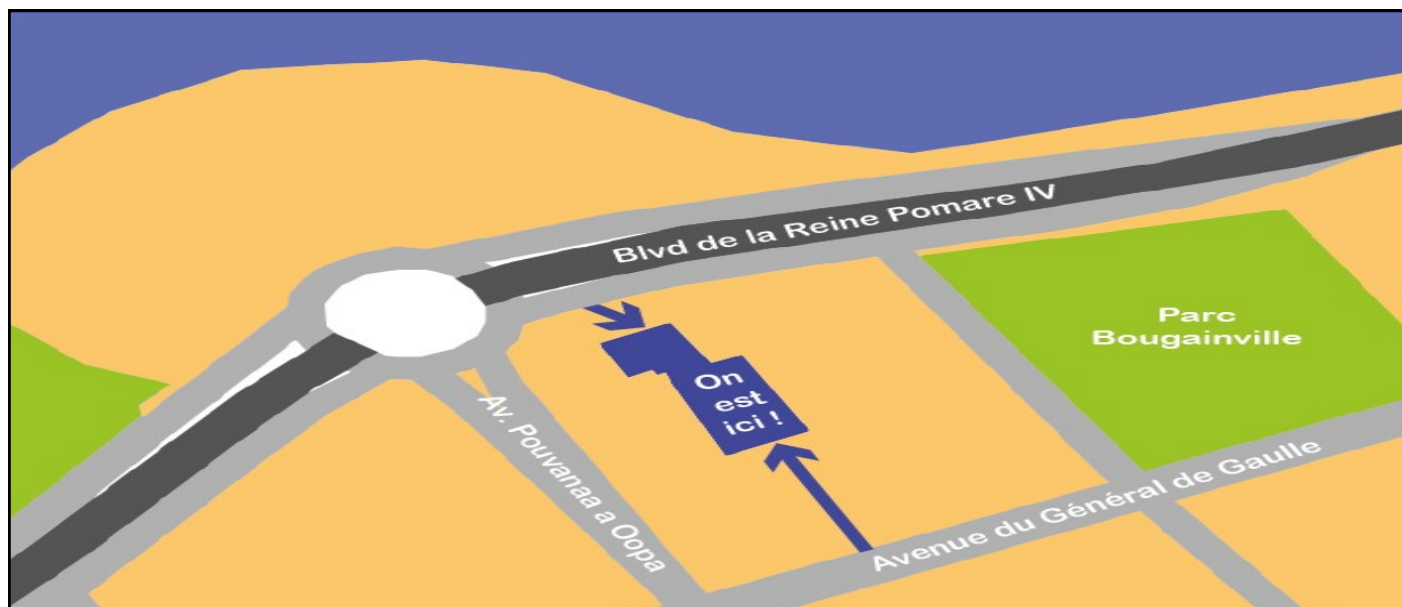 Blvd de la Reine Pomare IV
Parc
Bougainville
On
est
ici !
Av. Pouvanaa a Oopa
Avenue du Général de Gaulle